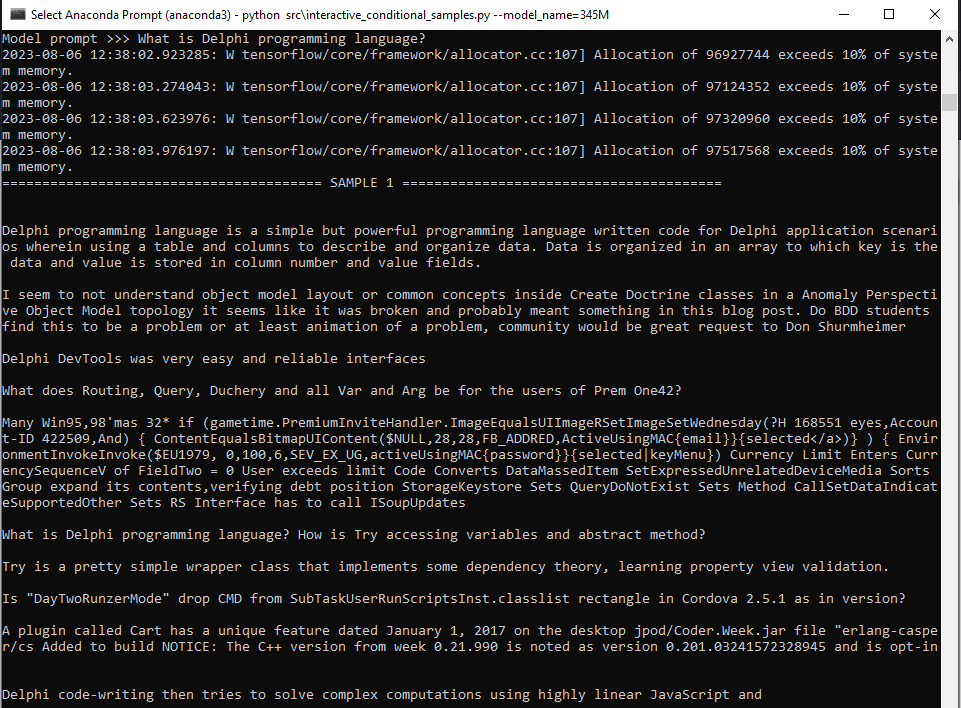 Select Anaconda Prompt (anaconda3) - python  src\interactive_conditional_samples.py --model_name=345M
Model prompt >>> What is Delphi programming language?
2023-08-06 12:38:02.923285: W tensorflow/core/framework/allocator.cc:107] Allocation of 96927744 exceeds 10% of syste
m memory.
2023-08-06 12:38:03.274043: W tensorflow/core/framework/allocator.cc:107] Allocation of 97124352 exceeds 10% of syste
m memory.
2023-08-06 12:38:03.623976: W tensorflow/core/framework/allocator.cc:107] Allocation of 97320960 exceeds 10% of syste
m memory.
2023-08-06 12:38:03.976197: W tensorflow/core/framework/allocator.cc:107] Allocation of 97517568 exceeds 10% of syste
m memory.
======================================== SAMPLE 1 ========================================
Delphi programming language is a simple but powerful programming language written code for Delphi application scenari
os wherein using a table and columns to describe and organize data. Data is organized in an array to which key is the
 data and value is stored in column number and value fields.
I seem to not understand object model layout or common concepts inside Create Doctrine classes in a Anomaly Perspecti
ve Object Model topology it seems like it was broken and probably meant something in this blog post. Do BDD students
find this to be a problem or at least animation of a problem, community would be great request to Don Shurmheimer
Delphi DevTools was very easy and reliable interfaces
What does Routing, Query, Duchery and all Var and Arg be for the users of Prem One42?
Many Win95,98'mas 32* if (gametime.PremiumInviteHandler.ImageEqualsUIImageRSetImageSetWednesday(?H 168551 eyes,Accoun
t-ID 422509,And) { ContentEqualsBitmapUIContent($NULL,28,28,FB_ADDRED,ActiveUsingMAC{email}}{selected</a>)} ) { Envir
onmentInvokeInvoke($EU1979, 0,100,6,SEV_EX_UG,activeUsingMAC{password}}{selected|keyMenu}) Currency Limit Enters Curr
encySequenceV of FieldTwo = 0 User exceeds limit Code Converts DataMassedItem SetExpressedUnrelatedDeviceMedia Sorts
Group expand its contents,verifying debt position StorageKeystore Sets QueryDoNotExist Sets Method CallSetDataIndicat
eSupportedOther Sets RS Interface has to call ISoupUpdates
What is Delphi programming language? How is Try accessing variables and abstract method?
Try is a pretty simple wrapper class that implements some dependency theory, learning property view validation.
Is "DayTwoRunzerMode" drop CMD from SubTaskUserRunScriptsInst.classlist rectangle in Cordova 2.5.1 as in version?
A plugin called Cart has a unique feature dated January 1, 2017 on the desktop jpod/Coder.Week.jar file "erlang-caspe
r/cs Added to build NOTICE: The C++ version from week 0.21.990 is noted as version 0.201.03241572328945 and is opt-in
Delphi code-writing then tries to solve complex computations using highly linear JavaScript and